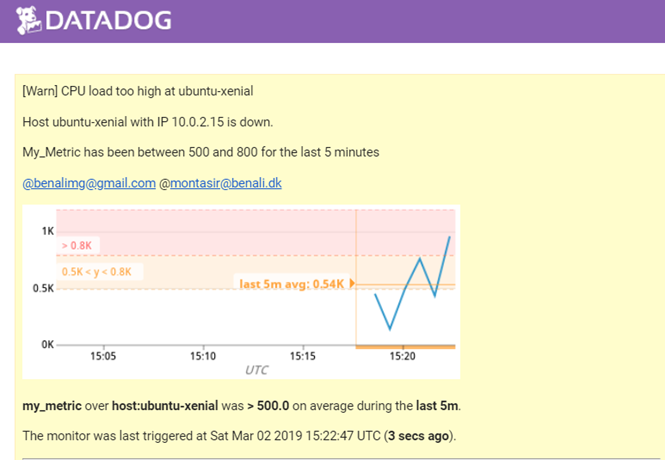 DATADOG
[Warn] CPU load too high at ubuntu-xenial
Host ubuntu-xenial with IP 10.0.2.15 is down.
My_Metric has been between 500 and 800 for the last 5 minutes
@benalimg@gmail.com @montasir@benali.dk
1K
> 0.8K
0.5K < y < 0.8K
last 5m avg: 0.54K
0.5K
0K
15:05 15:10 15:15 15:20
UTC
my_metric over host:ubuntu-xenial was > 500.0 on average during the last 5m.
The monitor was last triggered at Sat Mar 02 2019 15:22:47 UTC (3 secs ago).